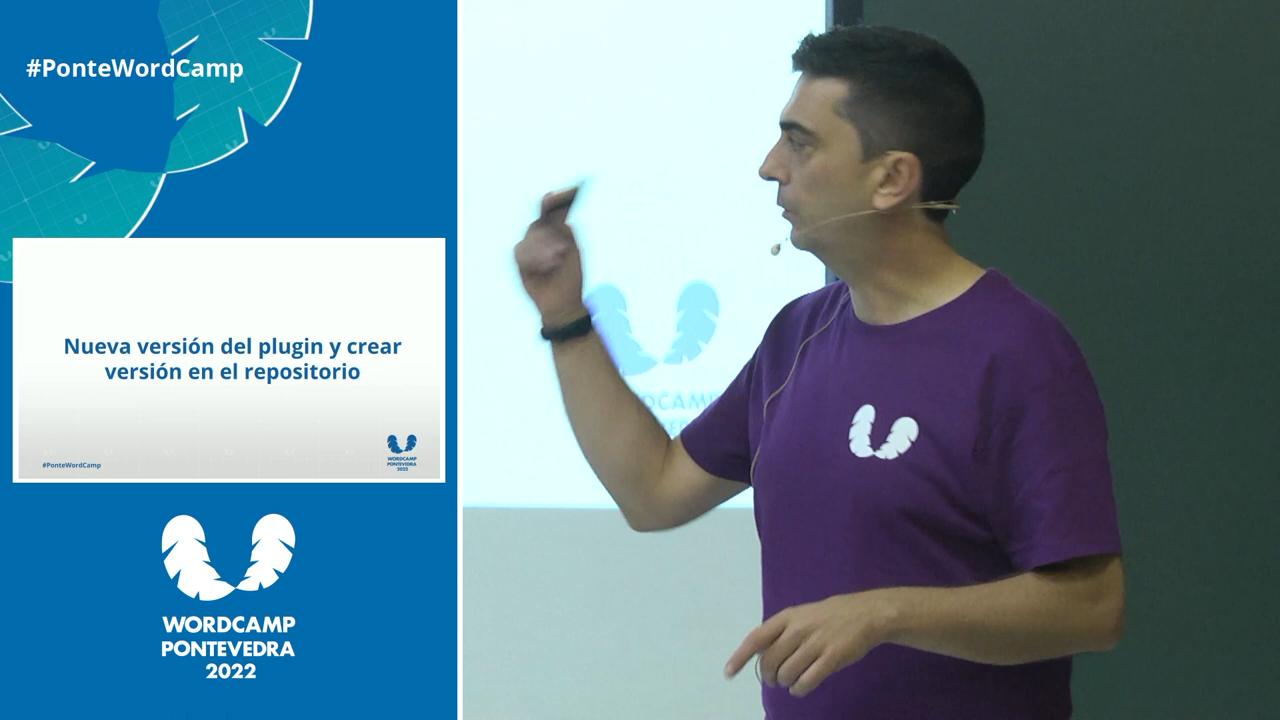 #PonteWordCamp
Nueva versión del plugin y crear
versión en el repositorio
#PonteWordCamp
WORDCAMP
PONTEVEDRA
2022
WORDCAMP
PONTEVEDRA
2022